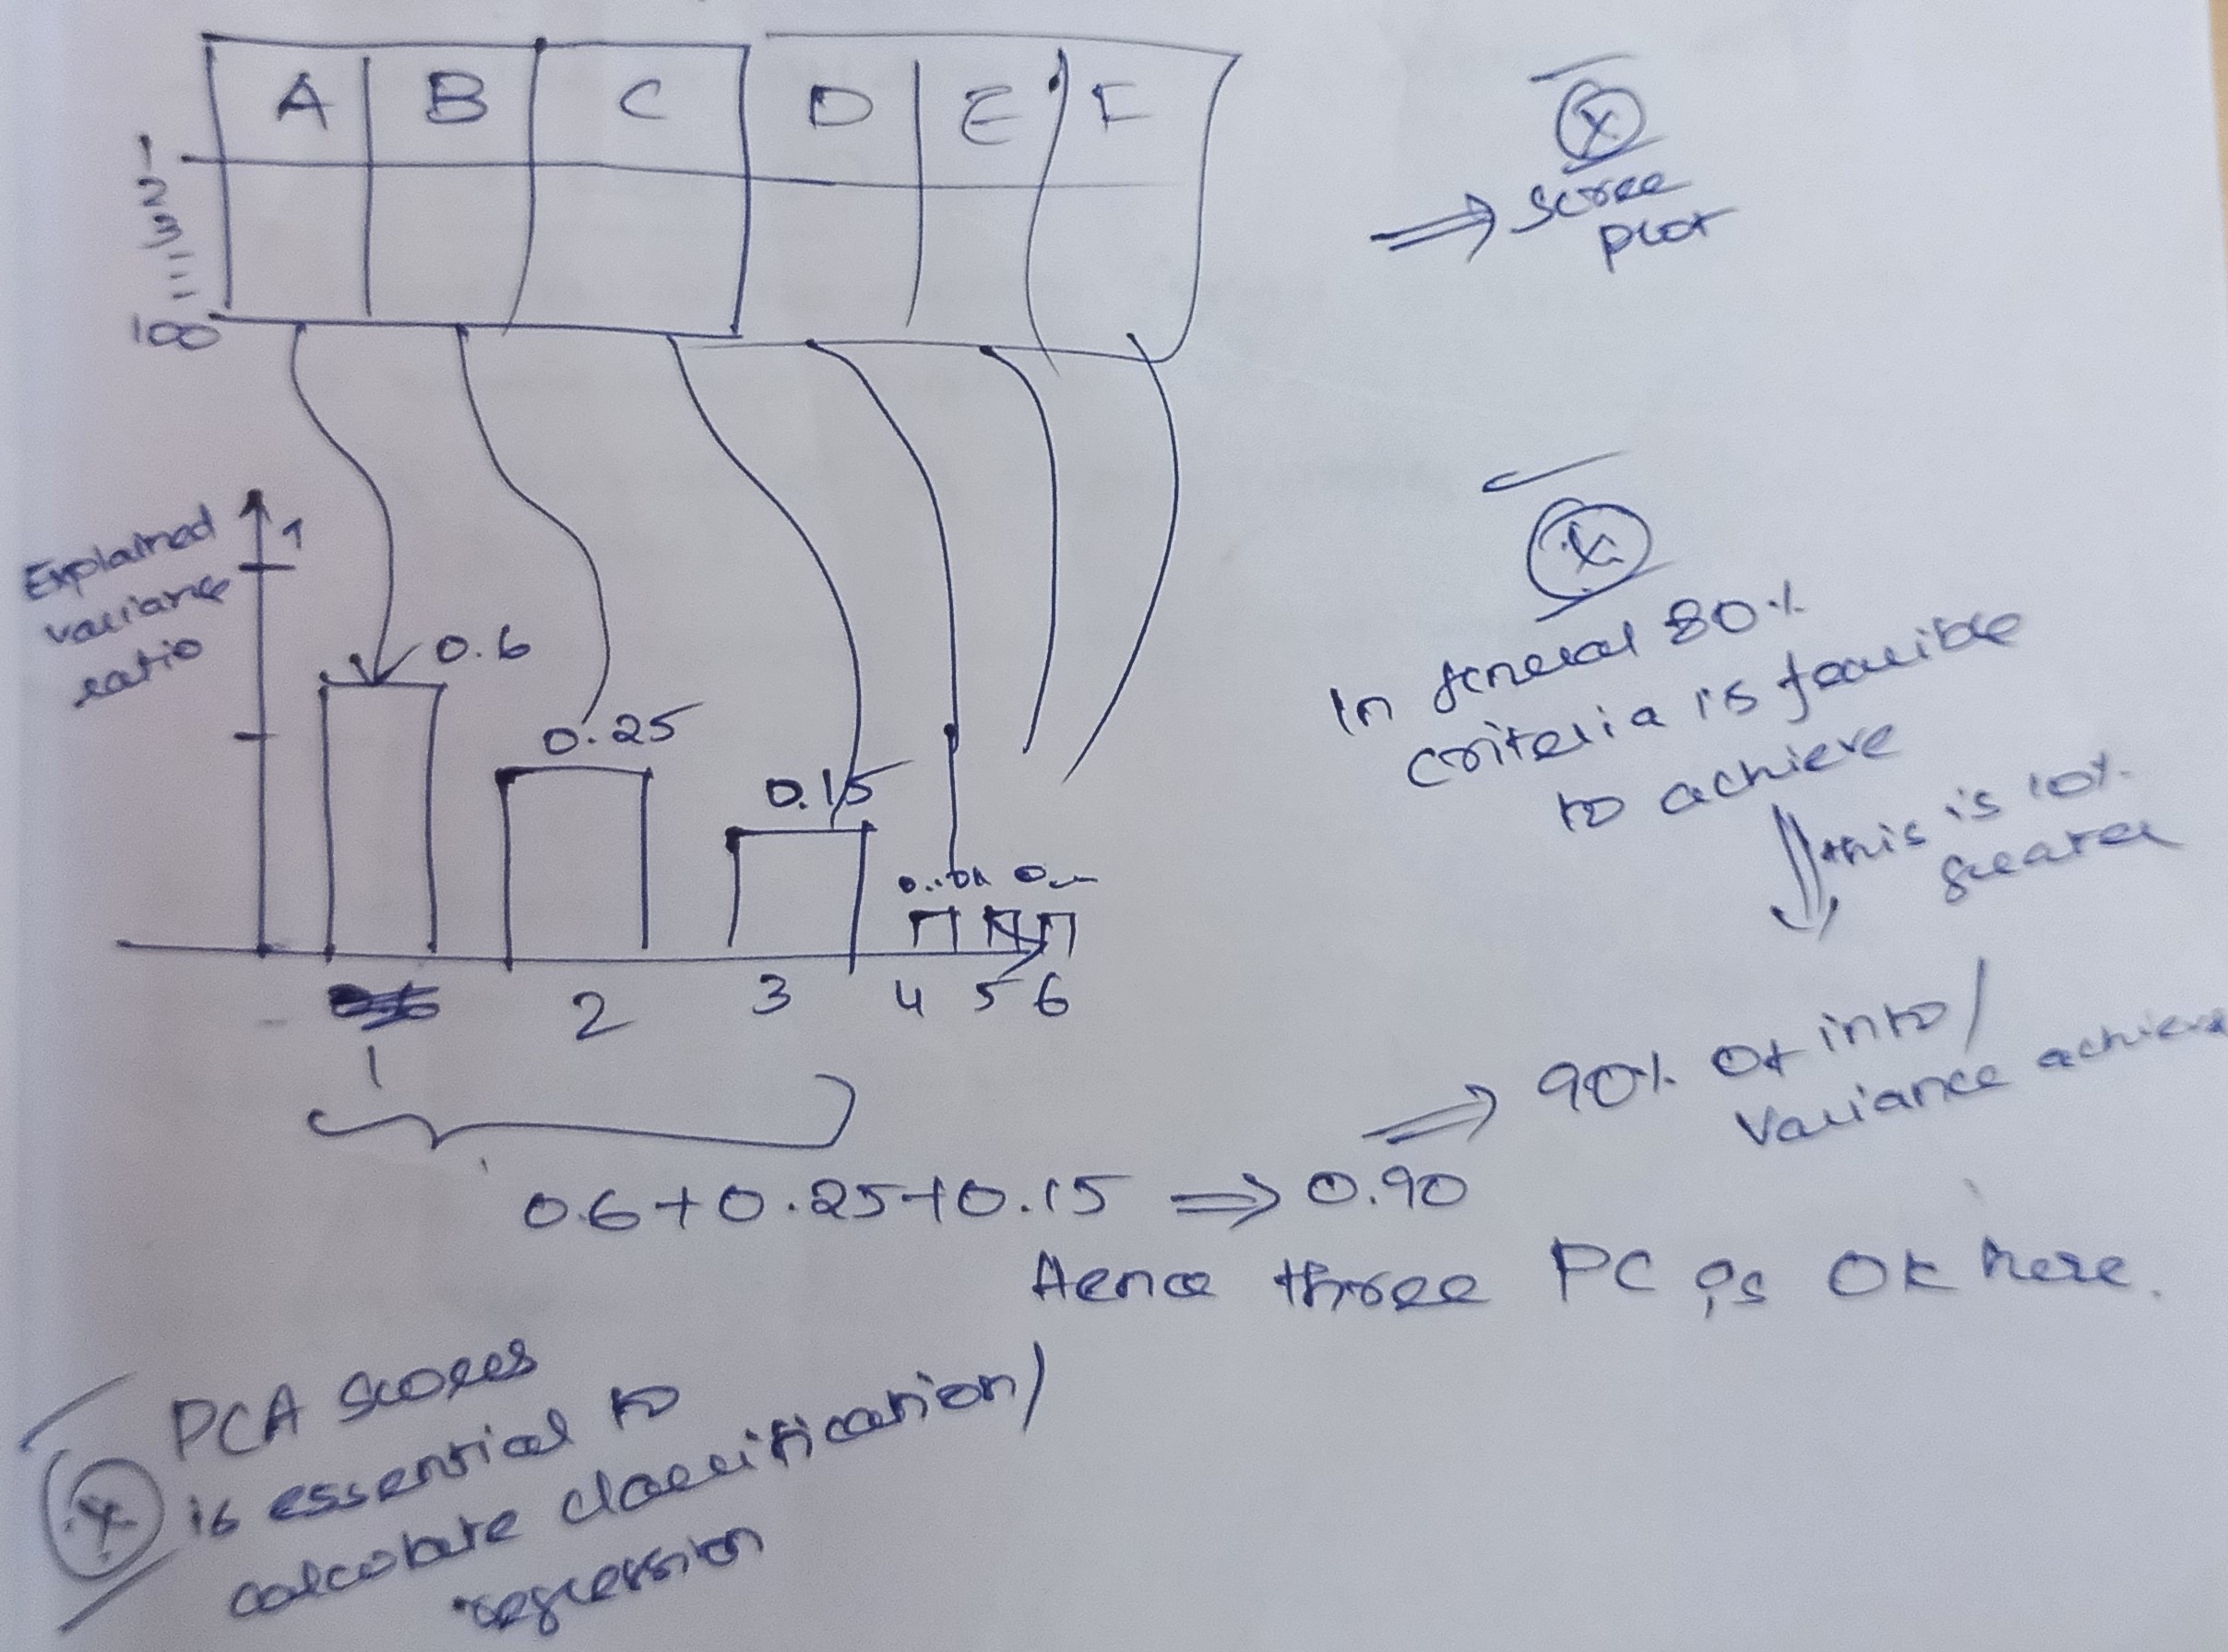 A B C D E F
1
2
3
100
scree
plot
Explained
variance
ratio
1
0.6
0.25
0.15
1 2 3 4 5 6
In general 80%
criteria is feasible
to achieve
this is 10%
greater
90% of info/
variance achieve
0.6+0.25+0.15 ⇒ 0.90
Hence three PC is OK here.
PCA scores
is essential to
calculate classification/
regression